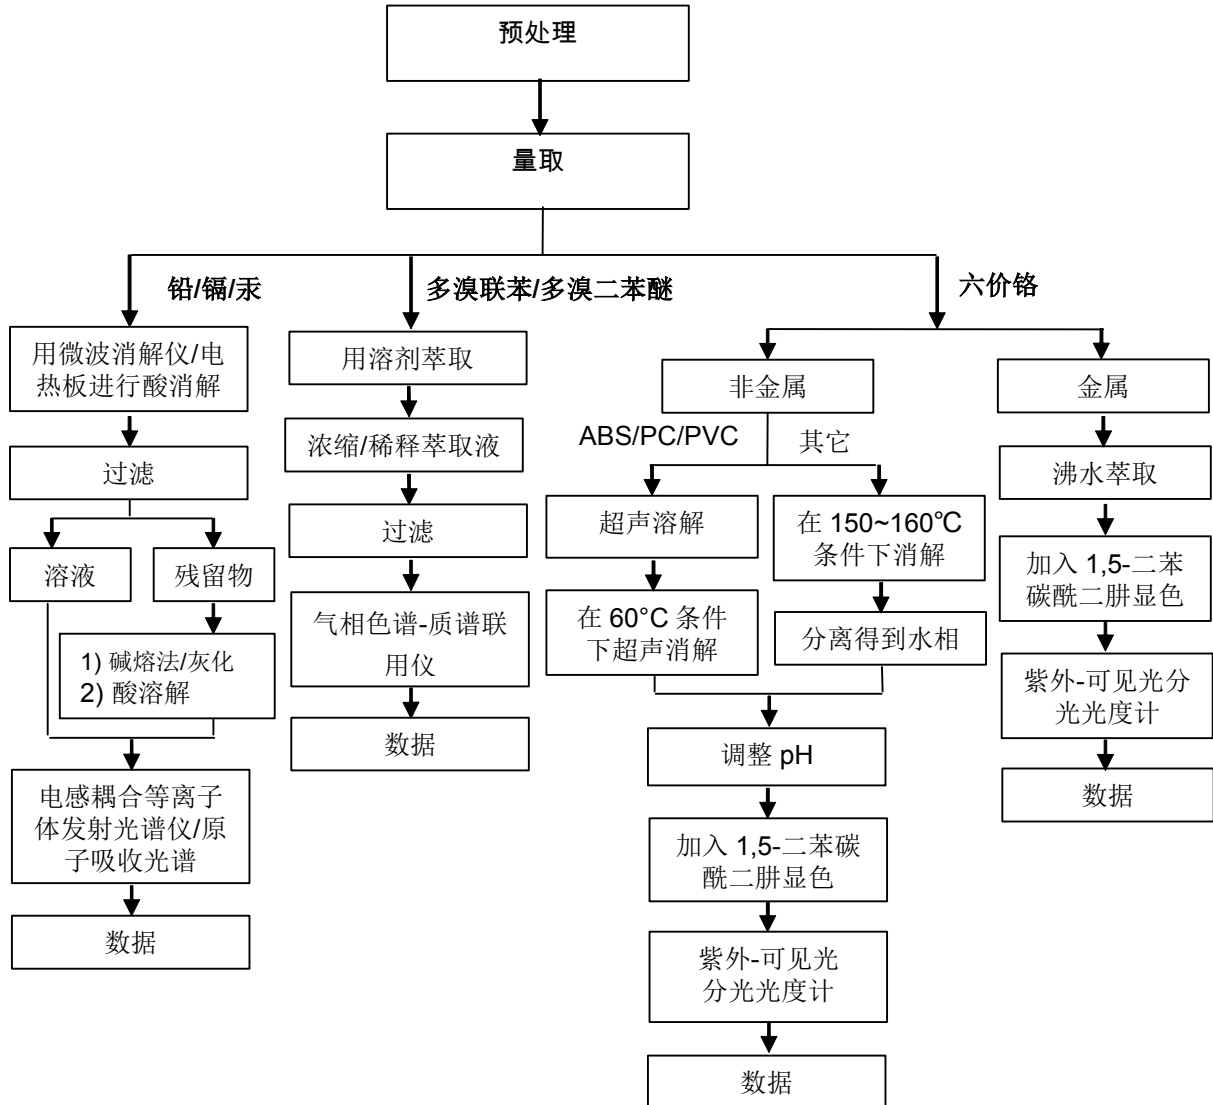 预处理
量取
铅/镉/汞
多溴联苯/多溴二苯醚
六价铬
用微波消解仪/电
热板进行酸消解
过滤
溶液
残留物
1) 碱熔法/灰化
2) 酸溶解
电感耦合等离子
体发射光谱仪/原
子吸收光谱
数据
用溶剂萃取
浓缩/稀释萃取液
过滤
气相色谱-质谱联
用仪
数据
非金属
ABS/PC/PVC
其它
超声溶解
在 60°C 条件
下超声消解
在 150~160℃
条件下消解
分离得到水相
调整 pH
加入 1,5-二苯碳
酰二肼显色
紫外-可见光
分光光度计
数据
金属
沸水萃取
加入 1,5-二苯
碳酰二肼显色
紫外-可见光分
光光度计
数据